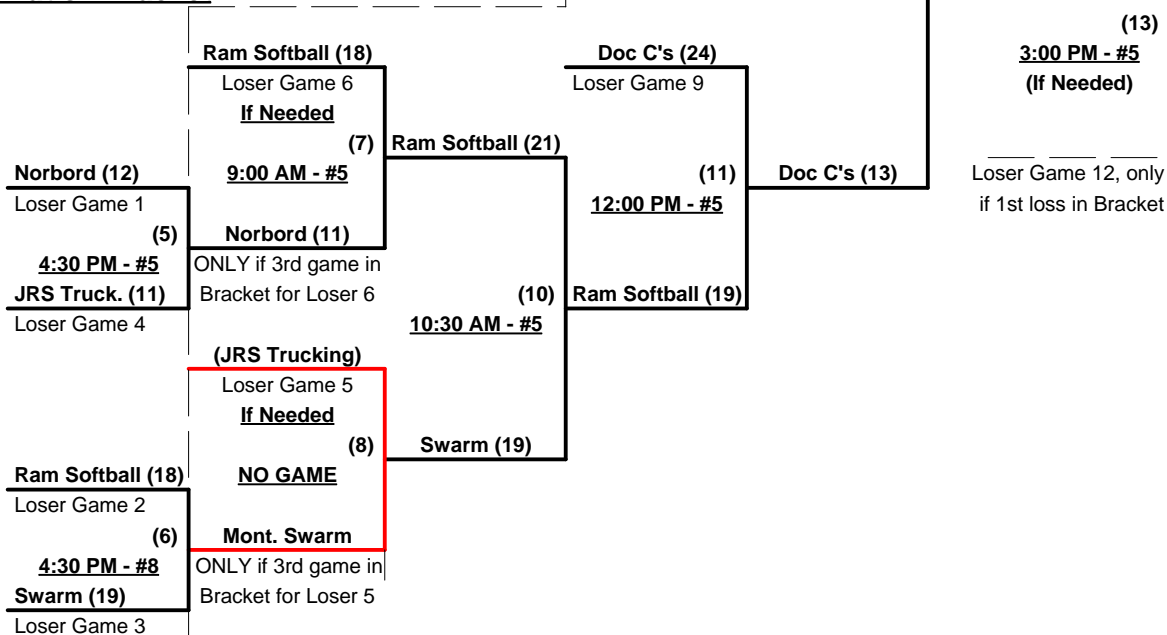 (13)
Ram Softball (18)
Doc C's (24)
3:00 PM - #5
Loser Game 6
Loser Game 9
(If Needed)
If Needed
(7)
Ram Softball (21)
Norbord (12)
9:00 AM - #5
(11)
Doc C's (13)
Loser Game 12, only
Loser Game 1
12:00 PM - #5
if 1st loss in Bracket
(5)
Norbord (11)
4:30 PM - #5
ONLY if 3rd game in
JRS Truck. (11)
Bracket for Loser 6
(10)
Ram Softball (19)
Loser Game 4
10:30 AM - #5
(JRS Trucking)
Loser Game 5
If Needed
(8)
Swarm (19)
Ram Softball (18)
NO GAME
Loser Game 2
(6)
Mont. Swarm
4:30 PM - #8
ONLY if 3rd game in
Swarm (19)
Bracket for Loser 5
Loser Game 3